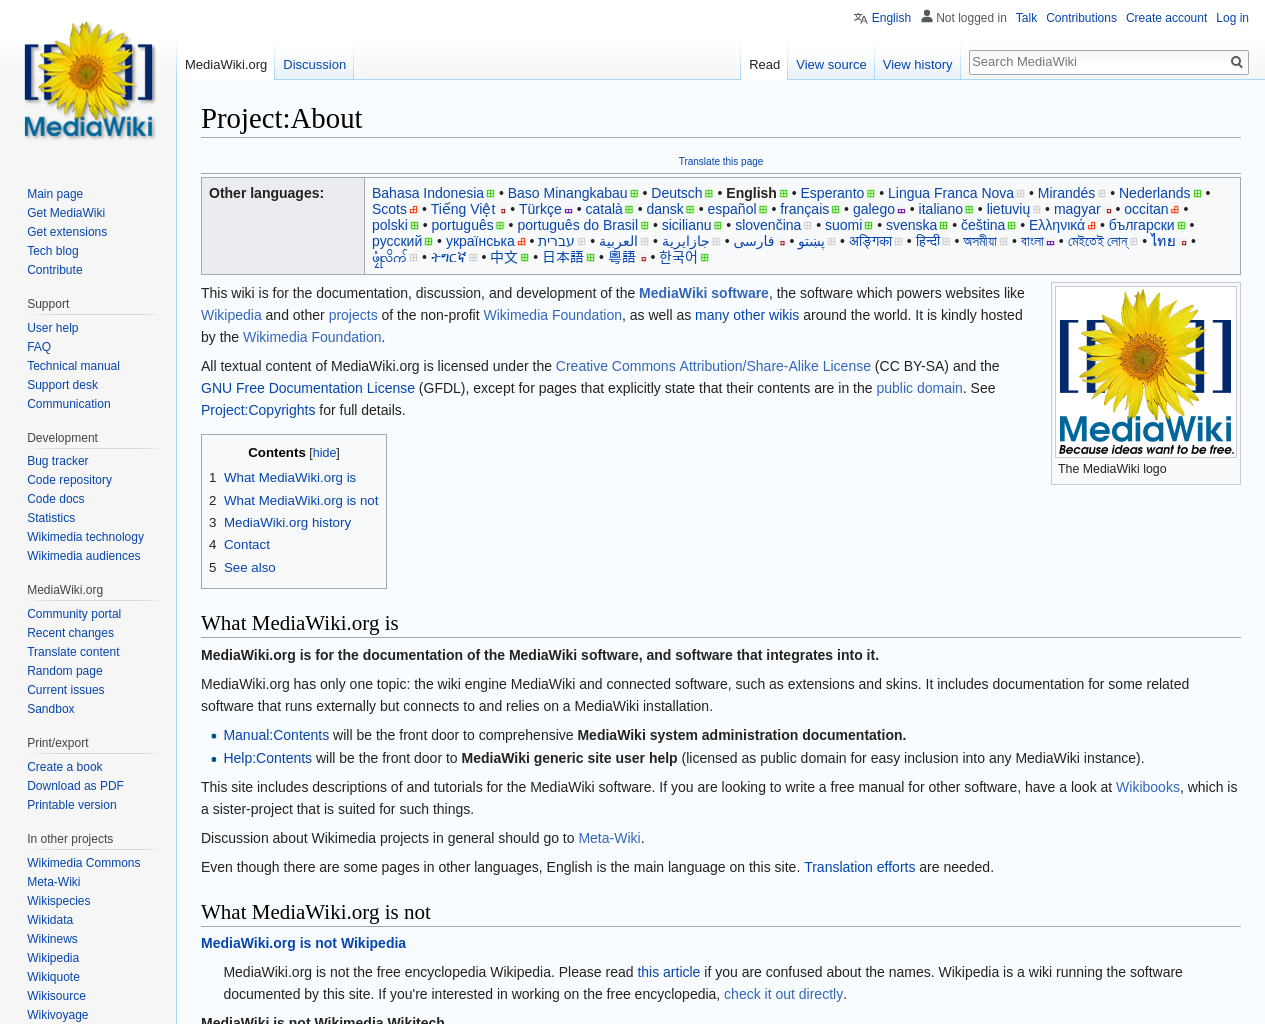 English Not logged in Talk Contributions Create account Log in
MediaWiki.org Discussion Read View source View history Search MediaWiki
MediaWiki
Main page
Get MediaWiki
Get extensions
Tech blog
Contribute
Support
User help
FAQ
Technical manual
Support desk
Communication
Development
Bug tracker
Code repository
Code docs
Statistics
Wikimedia technology
Wikimedia audiences
MediaWiki.org
Community portal
Recent changes
Translate content
Random page
Current issues
Sandbox
Print/export
Create a book
Download as PDF
Printable version
In other projects
Wikimedia Commons
Meta-Wiki
Wikispecies
Wikidata
Wikinews
Wikipedia
Wikiquote
Wikisource
Wikivoyage
Project:About
Translate this page
Other languages:
Bahasa Indonesia • Baso Minangkabau • Deutsch • English • Esperanto • Lingua Franca Nova • Mirandés • Nederlands •
Scots • Tiếng Việt • Türkçe • català • dansk • español • français • galego • italiano • lietuvių • magyar • occitan •
polski • português • português do Brasil • sicilianu • suomi • slovenčina • svenska • čeština • Ελληνικά • български •
русский • українська • עברית • العربية • جازايرية • فارسی • پښتو • अङ्गिका • हिन्दी • অসমীয়া • বাংলা • মেইতেই লোন্ • ไทย •
ትግርኛ • 中文 • 日本語 • 粵語 • 한국어
This wiki is for the documentation, discussion, and development of the MediaWiki software, the software which powers websites like
Wikipedia and other projects of the non-profit Wikimedia Foundation, as well as many other wikis around the world. It is kindly hosted
by the Wikimedia Foundation.
All textual content of MediaWiki.org is licensed under the Creative Commons Attribution/Share-Alike License (CC BY-SA) and the
GNU Free Documentation License (GFDL), except for pages that explicitly state that their contents are in the public domain. See
Project:Copyrights for full details.
MediaWiki
Because ideas want to be free.
The MediaWiki logo
Contents [hide]
1 What MediaWiki.org is
2 What MediaWiki.org is not
3 MediaWiki.org history
4 Contact
5 See also
What MediaWiki.org is
MediaWiki.org is for the documentation of the MediaWiki software, and software that integrates into it.
MediaWiki.org has only one topic: the wiki engine MediaWiki and connected software, such as extensions and skins. It includes documentation for some related
software that runs externally but connects to and relies on a MediaWiki installation.
• Manual:Contents will be the front door to comprehensive MediaWiki system administration documentation.
• Help:Contents will be the front door to MediaWiki generic site user help (licensed as public domain for easy inclusion into any MediaWiki instance).
This site includes descriptions of and tutorials for the MediaWiki software. If you are looking to write a free manual for other software, have a look at Wikibooks, which is
a sister-project that is suited for such things.
Discussion about Wikimedia projects in general should go to Meta-Wiki.
Even though there are some pages in other languages, English is the main language on this site. Translation efforts are needed.
What MediaWiki.org is not
MediaWiki.org is not Wikipedia
MediaWiki.org is not the free encyclopedia Wikipedia. Please read this article if you are confused about the names. Wikipedia is a wiki running the software
documented by this site. If you're interested in working on the free encyclopedia, check it out directly.
MediaWiki is not Wikimedia Wikitech